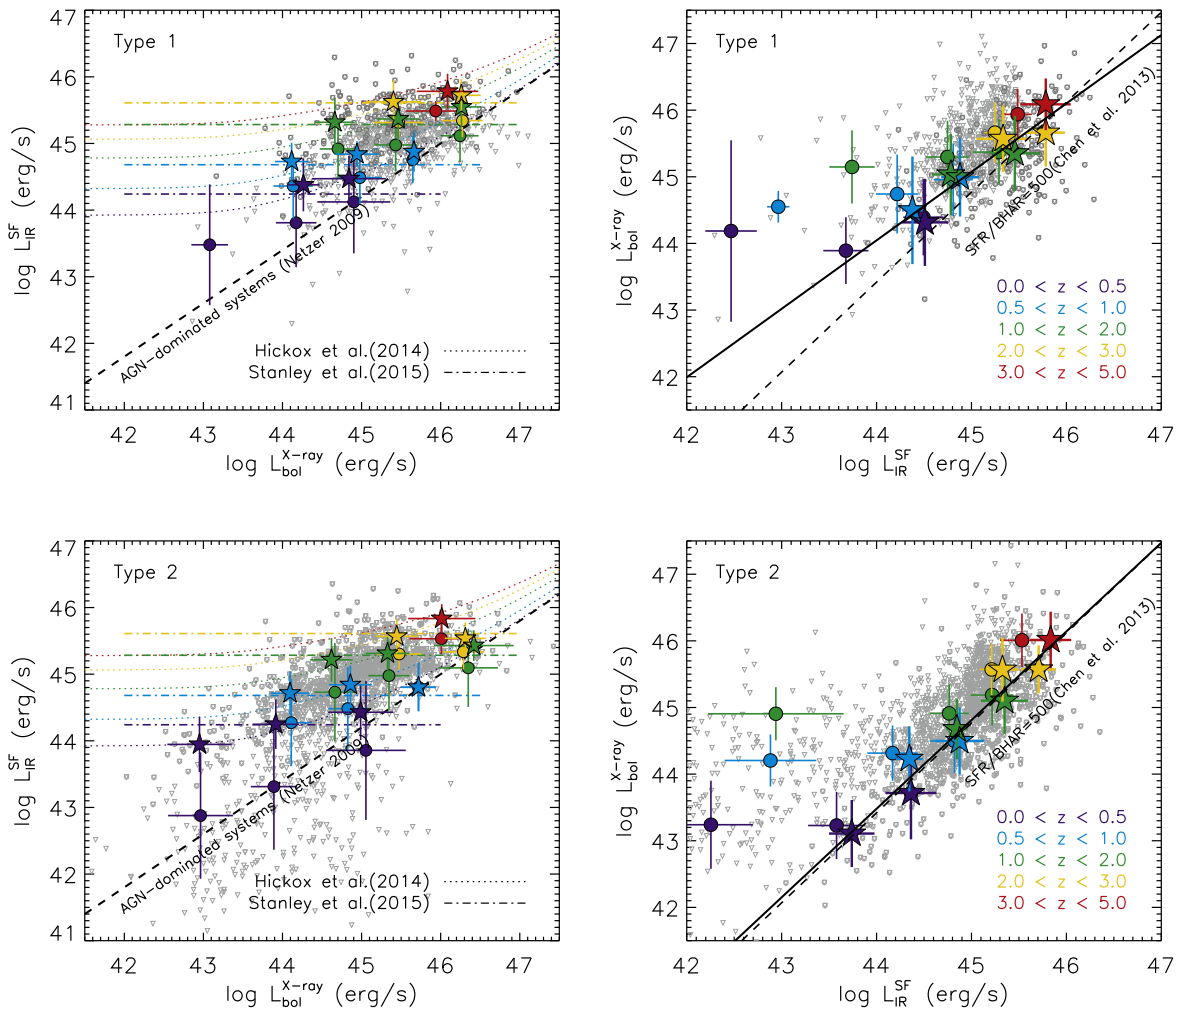 Type 1
47
46
45
44
43
42
41
log L_IR^SF (erg/s)
AGN-dominated systems (Netzer 2009)
Hickox et al.(2014)
Stanley et al.(2015)
42 43 44 45 46 47
log L_bol^X-ray (erg/s)
Type 1
47
46
45
44
43
42
log L_bol^X-ray (erg/s)
SFR/BHAR=500(Chen et al. 2013)
0.0 < z < 0.5
0.5 < z < 1.0
1.0 < z < 2.0
2.0 < z < 3.0
3.0 < z < 5.0
42 43 44 45 46 47
log L_IR^SF (erg/s)
Type 2
47
46
45
44
43
42
41
log L_IR^SF (erg/s)
AGN-dominated systems (Netzer 2009)
Hickox et al.(2014)
Stanley et al.(2015)
42 43 44 45 46 47
log L_bol^X-ray (erg/s)
Type 2
47
46
45
44
43
42
log L_bol^X-ray (erg/s)
SFR/BHAR=500(Chen et al. 2013)
0.0 < z < 0.5
0.5 < z < 1.0
1.0 < z < 2.0
2.0 < z < 3.0
3.0 < z < 5.0
42 43 44 45 46 47
log L_IR^SF (erg/s)